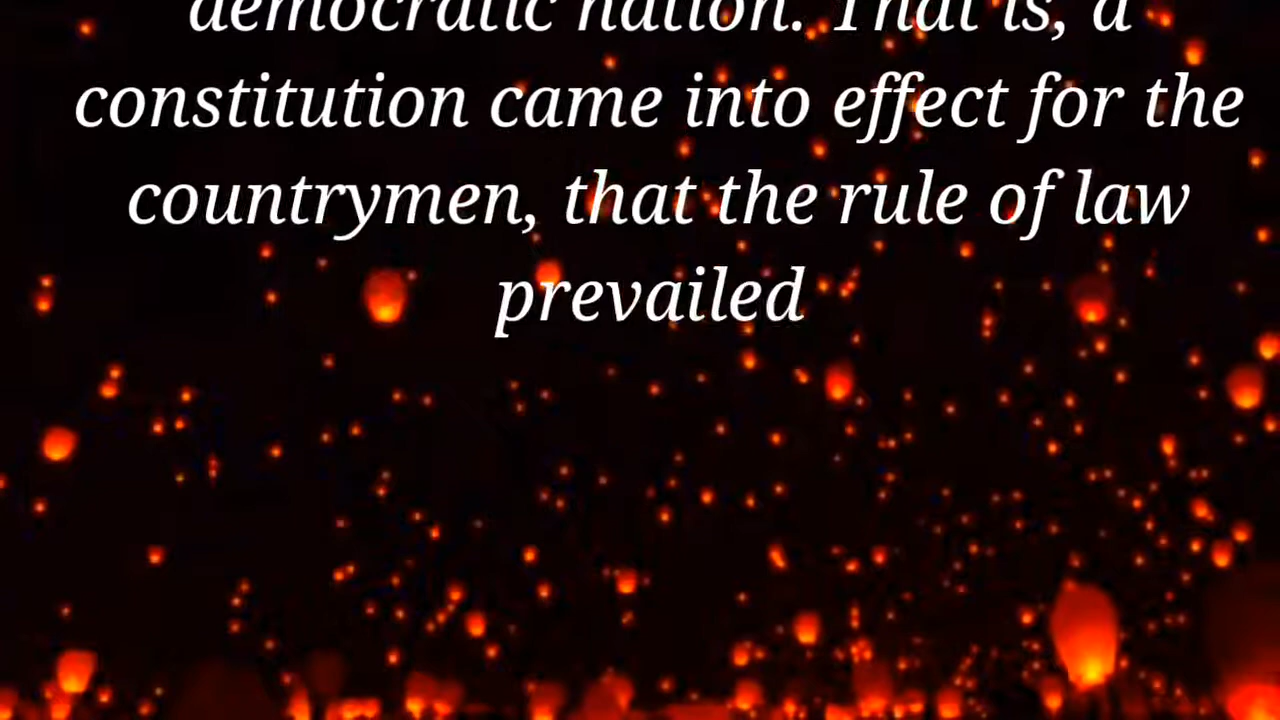 democratic nation. That is, a
constitution came into effect for the
countrymen, that the rule of law
prevailed